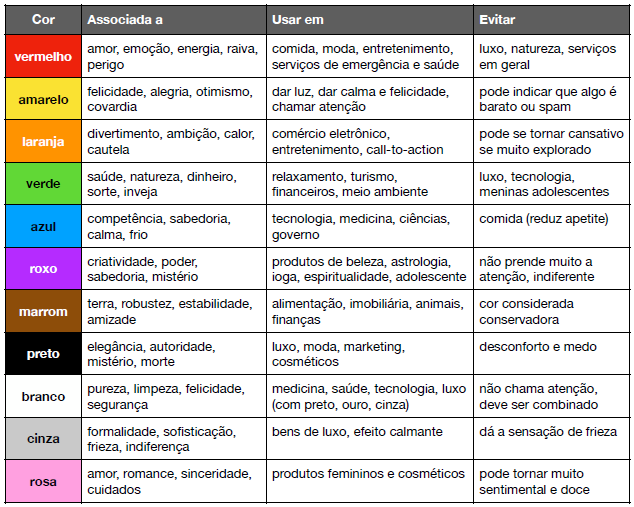 Cor Associada a Usar em Evitar
vermelho
amor, emoção, energia, raiva,
perigo
comida, moda, entretenimento,
serviços de emergência e saúde
luxo, natureza, serviços
em geral
amarelo
felicidade, alegria, otimismo,
covardia
dar luz, dar calma e felicidade,
chamar atenção
pode indicar que algo é
barato ou spam
laranja
divertimento, ambição, calor,
cautela
comércio eletrônico,
entretenimento, call-to-action
pode se tornar cansativo
se muito explorado
verde
saúde, natureza, dinheiro,
sorte, inveja
relaxamento, turismo,
financeiros, meio ambiente
luxo, tecnologia,
meninas adolescentes
azul
competência, sabedoria,
calma, frio
tecnologia, medicina, ciências,
governo
comida (reduz apetite)
roxo
criatividade, poder,
sabedoria, mistério
produtos de beleza, astrologia,
ioga, espiritualidade, adolescente
não prende muito a
atenção, indiferente
marrom
terra, robustez, estabilidade,
amizade
alimentação, imobiliária, animais,
finanças
cor considerada
conservadora
preto
elegância, autoridade,
mistério, morte
luxo, moda, marketing,
cosméticos
desconforto e medo
branco
pureza, limpeza, felicidade,
segurança
medicina, saúde, tecnologia, luxo
(com preto, ouro, cinza)
não chama atenção,
deve ser combinado
cinza
formalidade, sofisticação,
frieza, indiferença
bens de luxo, efeito calmante
dá a sensação de frieza
rosa
amor, romance, sinceridade,
cuidados
produtos femininos e cosméticos
pode tornar muito
sentimental e doce